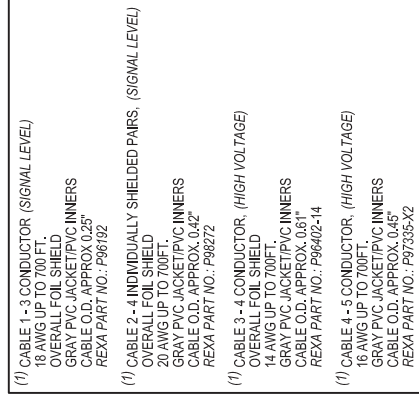 (1) CABLE 1 - 3 CONDUCTOR (SIGNAL LEVEL)
18 AWG UP TO 700 FT.
OVERALL FOIL SHIELD
GRAY PVC JACKET/PVC INNERS
CABLE O.D. APPROX 0.25"
REXA PART NO.: P96192
(1) CABLE 2 - 4 INDIVIDUALLY SHIELDED PAIRS, (SIGNAL LEVEL)
OVERALL FOIL SHIELD
20 AWG UP TO 700FT.
GRAY PVC JACKET/PVC INNERS
CABLE O.D. APPROX. 0.42"
REXA PART NO.: P98272
(1) CABLE 3 - 4 CONDUCTOR, (HIGH VOLTAGE)
OVERALL FOIL SHIELD
14 AWG UP TO 700FT.
GRAY PVC JACKET/PVC INNERS
CABLE O.D. APPROX. 0.61"
REXA PART NO.: P96402-14
(1) CABLE 4 - 5 CONDUCTOR, (HIGH VOLTAGE)
16 AWG UP TO 700FT.
GRAY PVC JACKET/PVC INNERS
CABLE O.D. APPROX. 0.45"
REXA PART NO.: P97335-X2